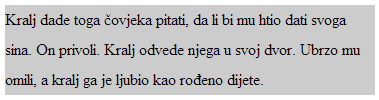 Kralj dade toga čovjeka pitati, da li bi mu htio dati svoga
sina. On privoli. Kralj odvede njega u svoj dvor. Ubrzo mu
omili, a kralj ga je ljubio kao rođeno dijete.